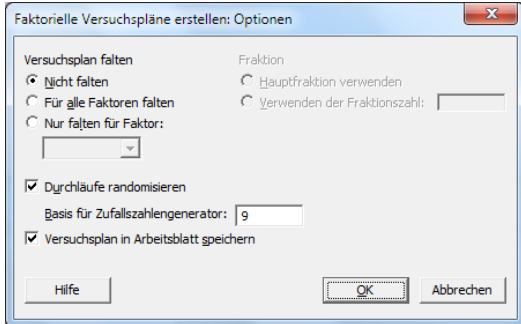 Faktorielle Versuchspläne erstellen: Optionen
Versuchsplan falten
Nicht falten
Für alle Faktoren falten
Nur falten für Faktor:
Fraktion
Hauptfraktion verwenden
Verwenden der Fraktionszahl:
Durchläufe randomisieren
Basis für Zufallszahlengenerator: 9
Versuchsplan in Arbeitsblatt speichern
Hilfe OK Abbrechen